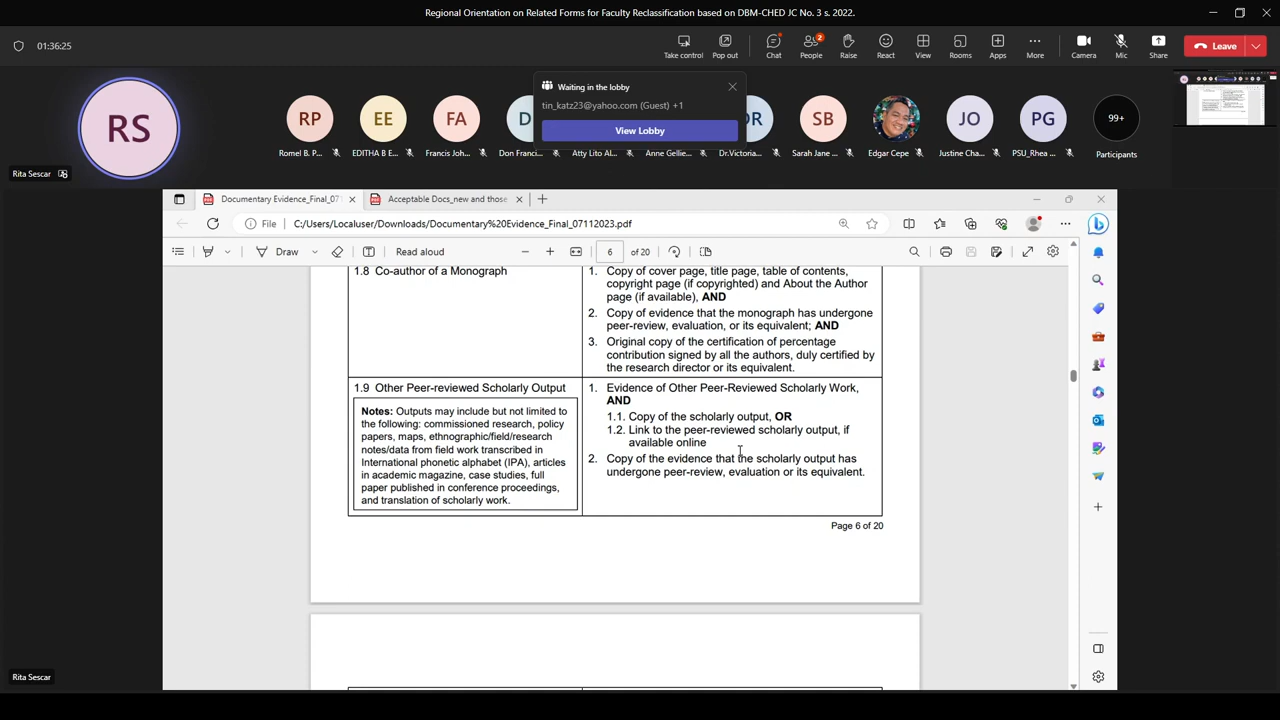 Regional Orientation on Related Forms for Faculty Reclassification based on DBM-CHED JC No. 3 s. 2022.
01:36:25
Take control
Pop out
Chat
2
People
Raise
React
View
Rooms
Apps
More
Camera
Mic
Share
Leave
Waiting in the lobby
tin_katz23@yahoo.com (Guest) +1
View Lobby
RS
RP
EE
FA
D
OR
SB
JO
PG
99+
Rita Sescar
Romel B. P...
EDITHA B E...
Francis Joh...
Don Franci...
Atty Lito Al...
Anne Gellie...
Dr.Victoria...
Sarah Jane ...
Edgar Cepe
Justine Cha...
PSU_Rhea ...
Participants
Documentary Evidence_Final_07
Acceptable Docs_new and those
File
C:/Users/Localuser/Downloads/Documentary%20Evidence_Final_07112023.pdf
Draw
Read aloud
6
of 20
1.8 Co-author of a Monograph
1. Copy of cover page, title page, table of contents,
copyright page (if copyrighted) and About the Author
page (if available), AND
2. Copy of evidence that the monograph has undergone
peer-review, evaluation, or its equivalent; AND
3. Original copy of the certification of percentage
contribution signed by all the authors, duly certified by
the research director or its equivalent.
1.9 Other Peer-reviewed Scholarly Output
Notes: Outputs may include but not limited to
the following: commissioned research, policy
papers, maps, ethnographic/field/research
notes/data from field work transcribed in
International phonetic alphabet (IPA), articles
in academic magazine, case studies, full
paper published in conference proceedings,
and translation of scholarly work.
1. Evidence of Other Peer-Reviewed Scholarly Work,
AND
1.1. Copy of the scholarly output, OR
1.2. Link to the peer-reviewed scholarly output, if
available online
2. Copy of the evidence that the scholarly output has
undergone peer-review, evaluation or its equivalent.
Page 6 of 20
Rita Sescar